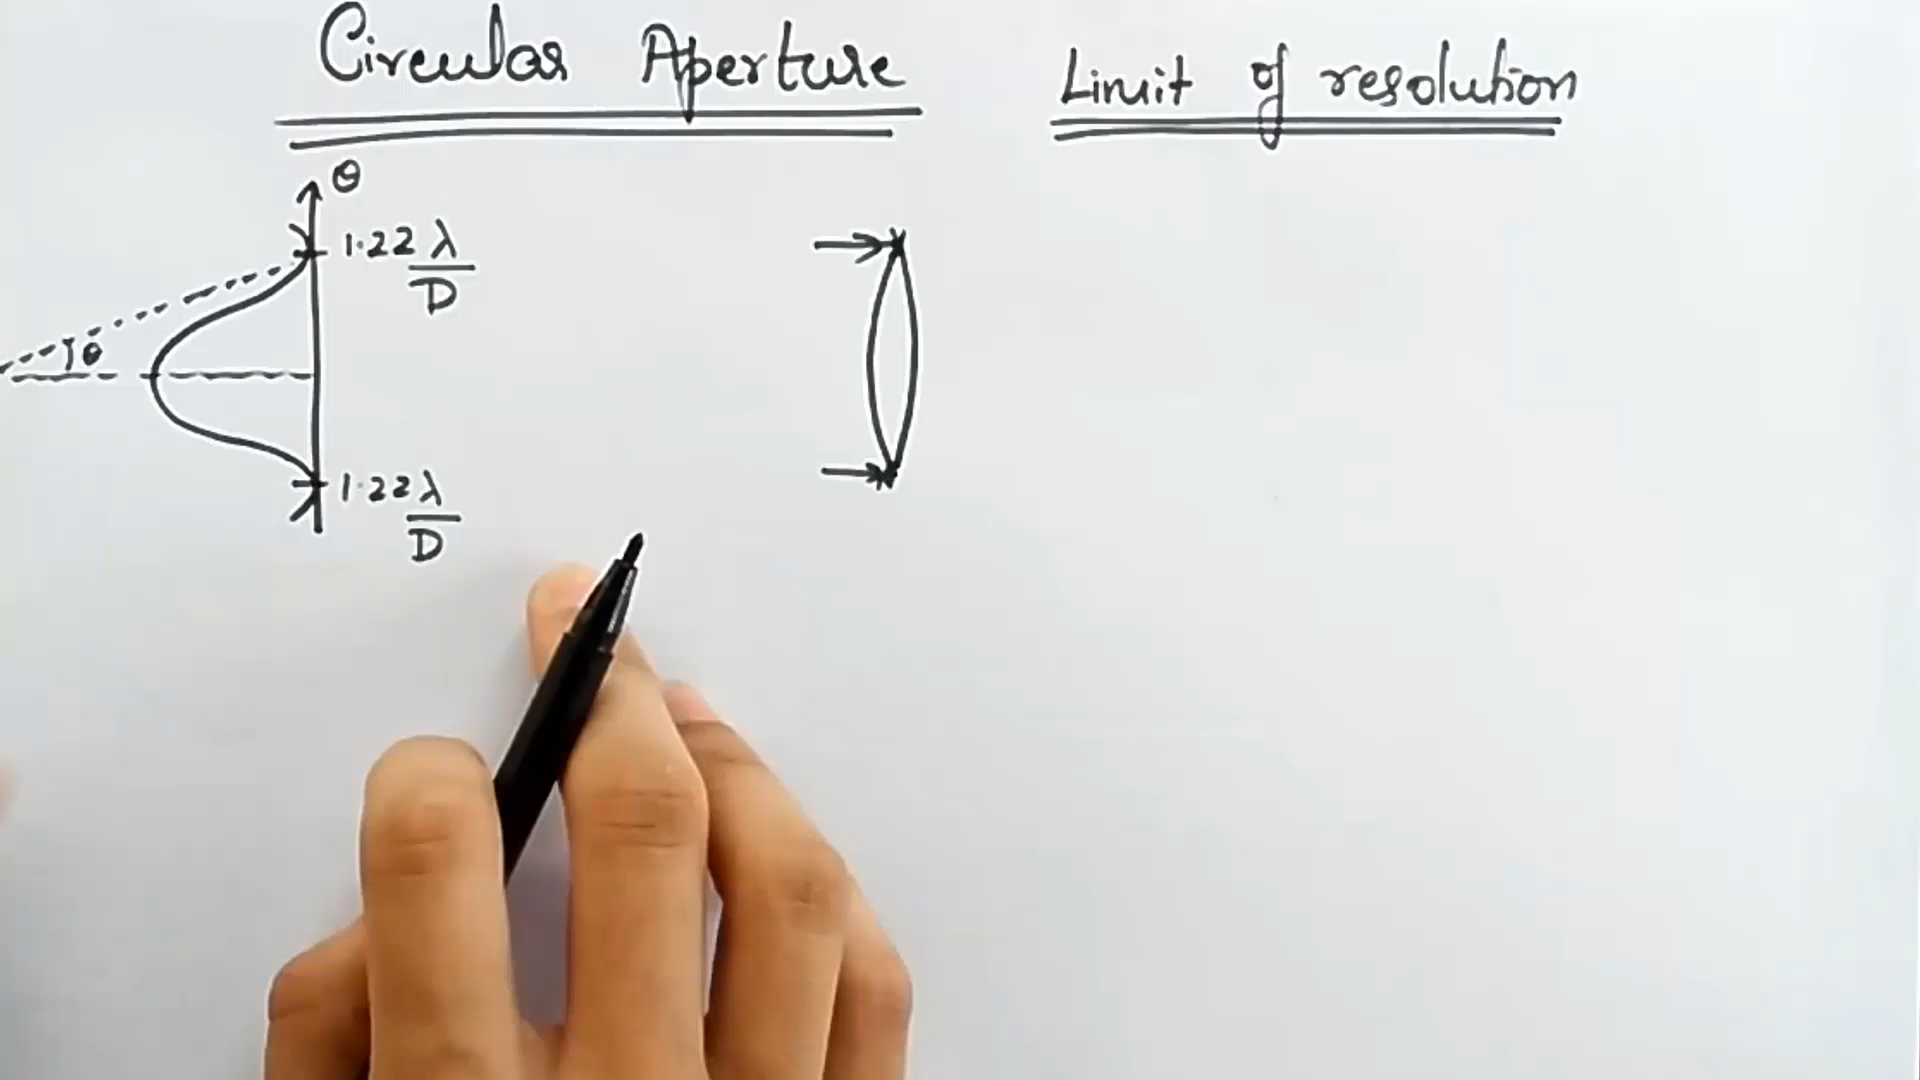 Circular Aperture
Limit of resolution
θ
1.22 λ/D
θ
1.22 λ/D